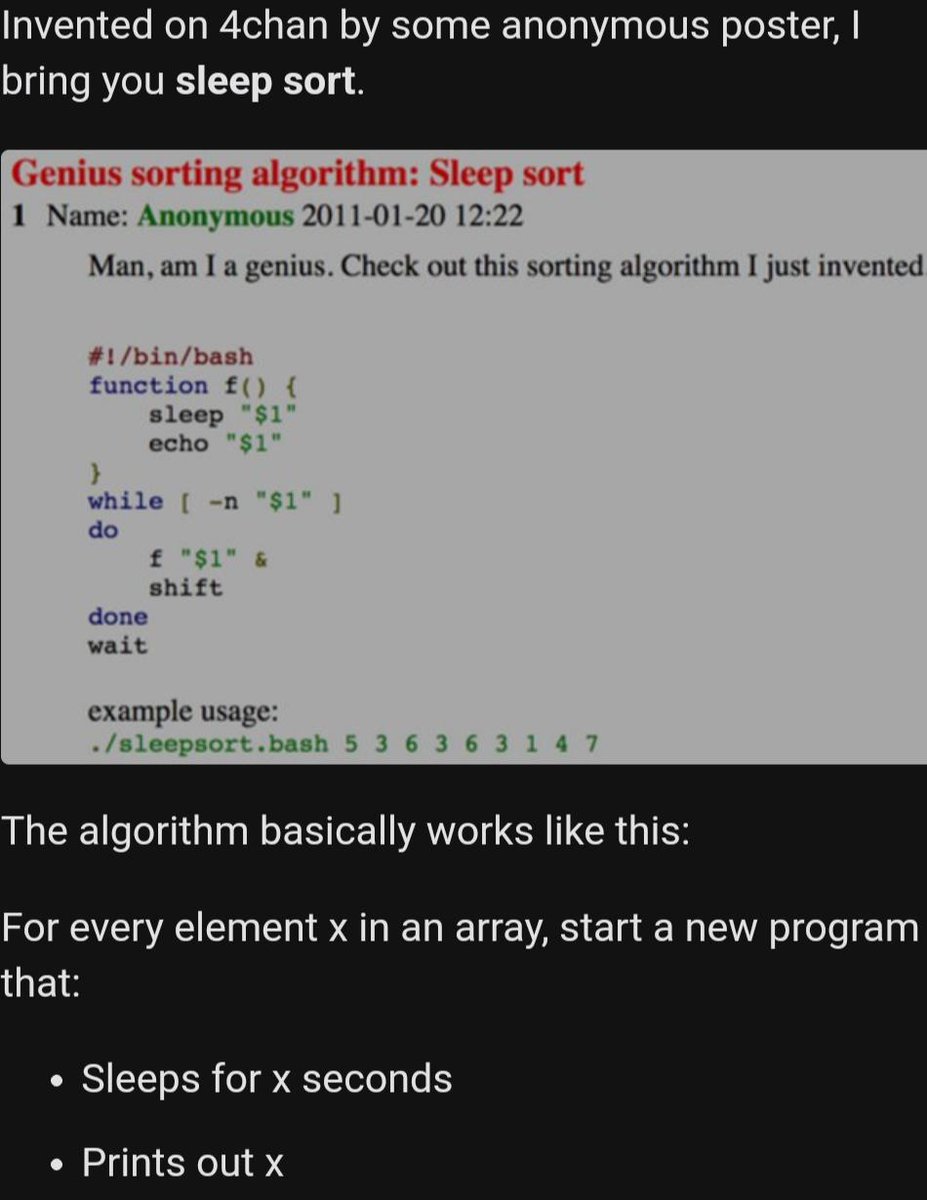 Invented on 4chan by some anonymous poster, I
bring you sleep sort.
Genius sorting algorithm: Sleep sort
1 Name: Anonymous 2011-01-20 12:22
Man, am I a genius. Check out this sorting algorithm I just invented
#!/bin/bash
function f() {
sleep "$1"
echo "$1"
}
while [ -n "$1" ]
do
f "$1" &
shift
done
wait
example usage:
./sleepsort.bash 5 3 6 3 6 3 1 4 7
The algorithm basically works like this:
For every element x in an array, start a new program
that:
• Sleeps for x seconds
• Prints out x